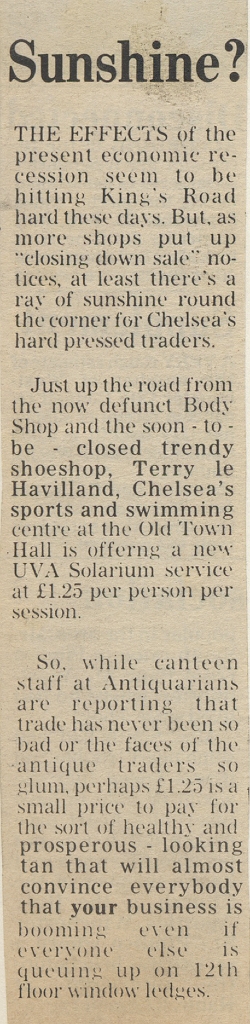 Sunshine?
THE EFFECTS of the
present economic re-
cession seem to be
hitting King's Road
hard these days. But, as
more shops put up
"closing down sale" no-
tices, at least there's a
ray of sunshine round
the corner for Chelsea's
hard pressed traders.
Just up the road from
the now defunct Body
Shop and the soon - to -
be - closed trendy
shoeshop, Terry le
Havilland, Chelsea's
sports and swimming
centre at the Old Town
Hall is offerng a new
UVA Solarium service
at £1.25 per person per
session.
So, while canteen
staff at Antiquarians
are reporting that
trade has never been so
bad or the faces of the
antique traders so
glum, perhaps £1.25 is a
small price to pay for
the sort of healthy and
prosperous - looking
tan that will almost
convince everybody
that your business is
booming even if
everyone else is
queuing up on 12th
floor window ledges.